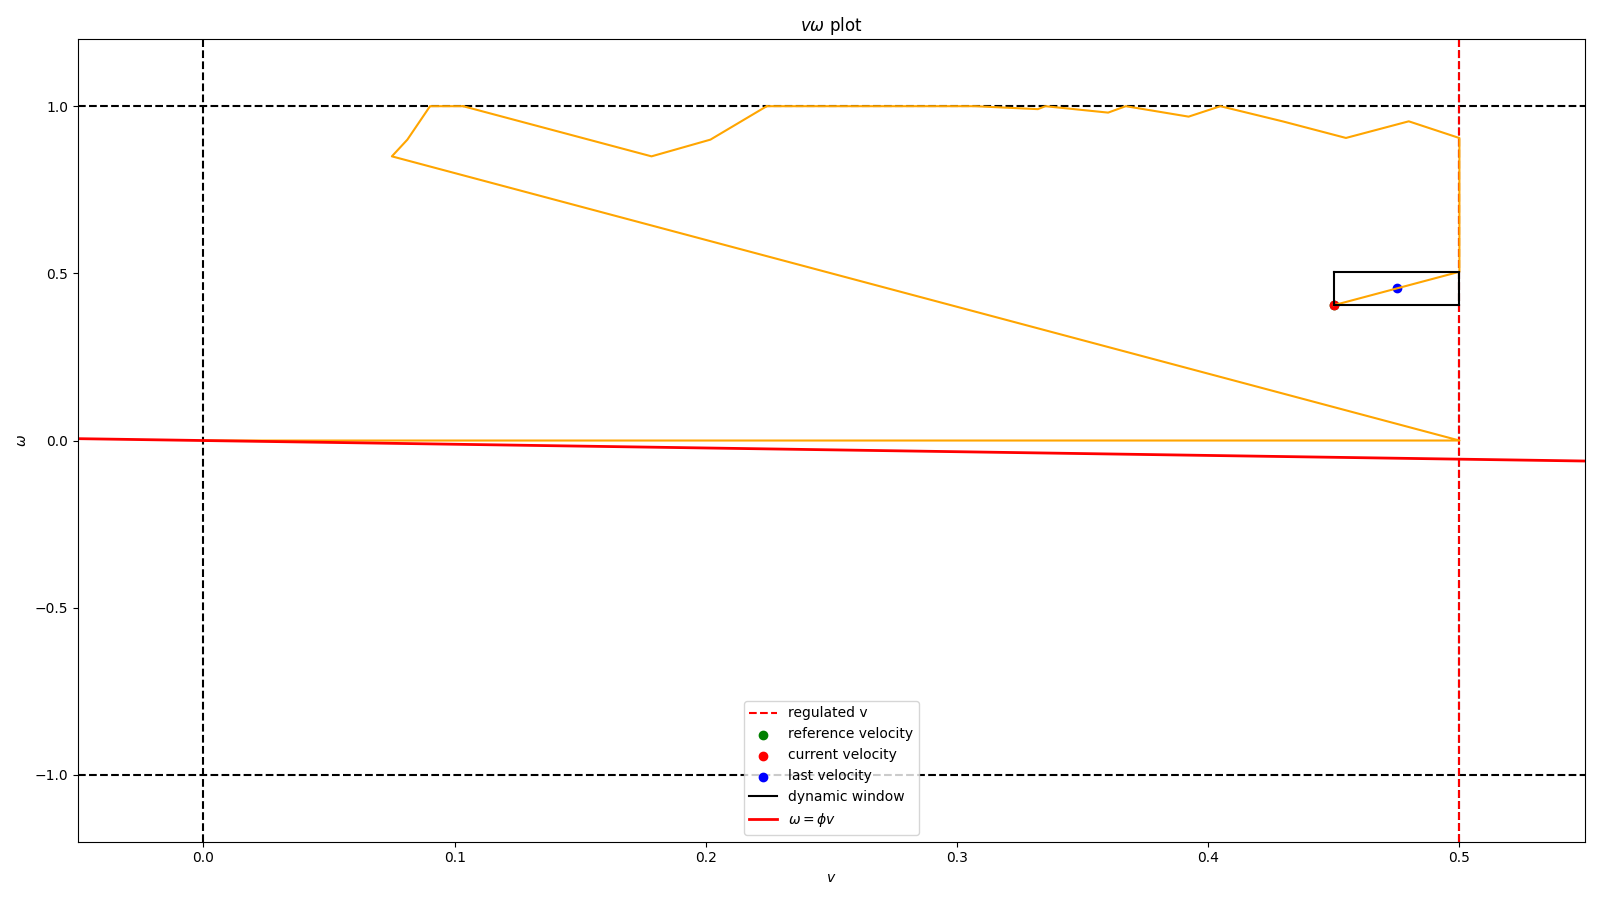 vω plot
1.0
0.5
0.0
−0.5
−1.0
ω
0.0 0.1 0.2 0.3 0.4 0.5
v
regulated v
reference velocity
current velocity
last velocity
dynamic window
ω = ϕv